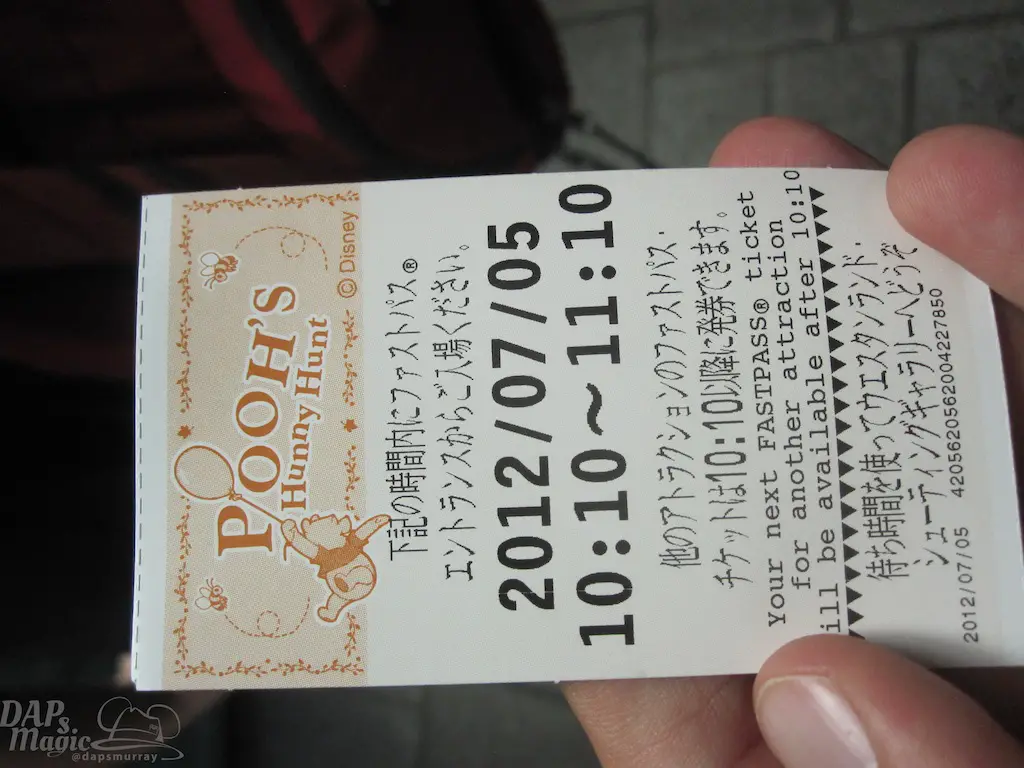 POOH'S
Hunny Hunt
© Disney
下記の時間内にファストパス®
エントランスからご入場ください。
2012/07/05
10:10~11:10
他のアトラクションのファストパス・
チケットは10:10以降に発券できます。
Your next FASTPASS® ticket
for another attraction
ill be available after 10:10
▼▼▼▼▼▼▼▼▼▼▼▼▼▼▼▼▼▼▼▼▼▼▼▼▼▼▼▼
待ち時間を使ってウエスタンランド・
シューティングギャラリーへどうぞ
2012/07/05 4205620562004227850
DAPs
Magic
@dapsmurray